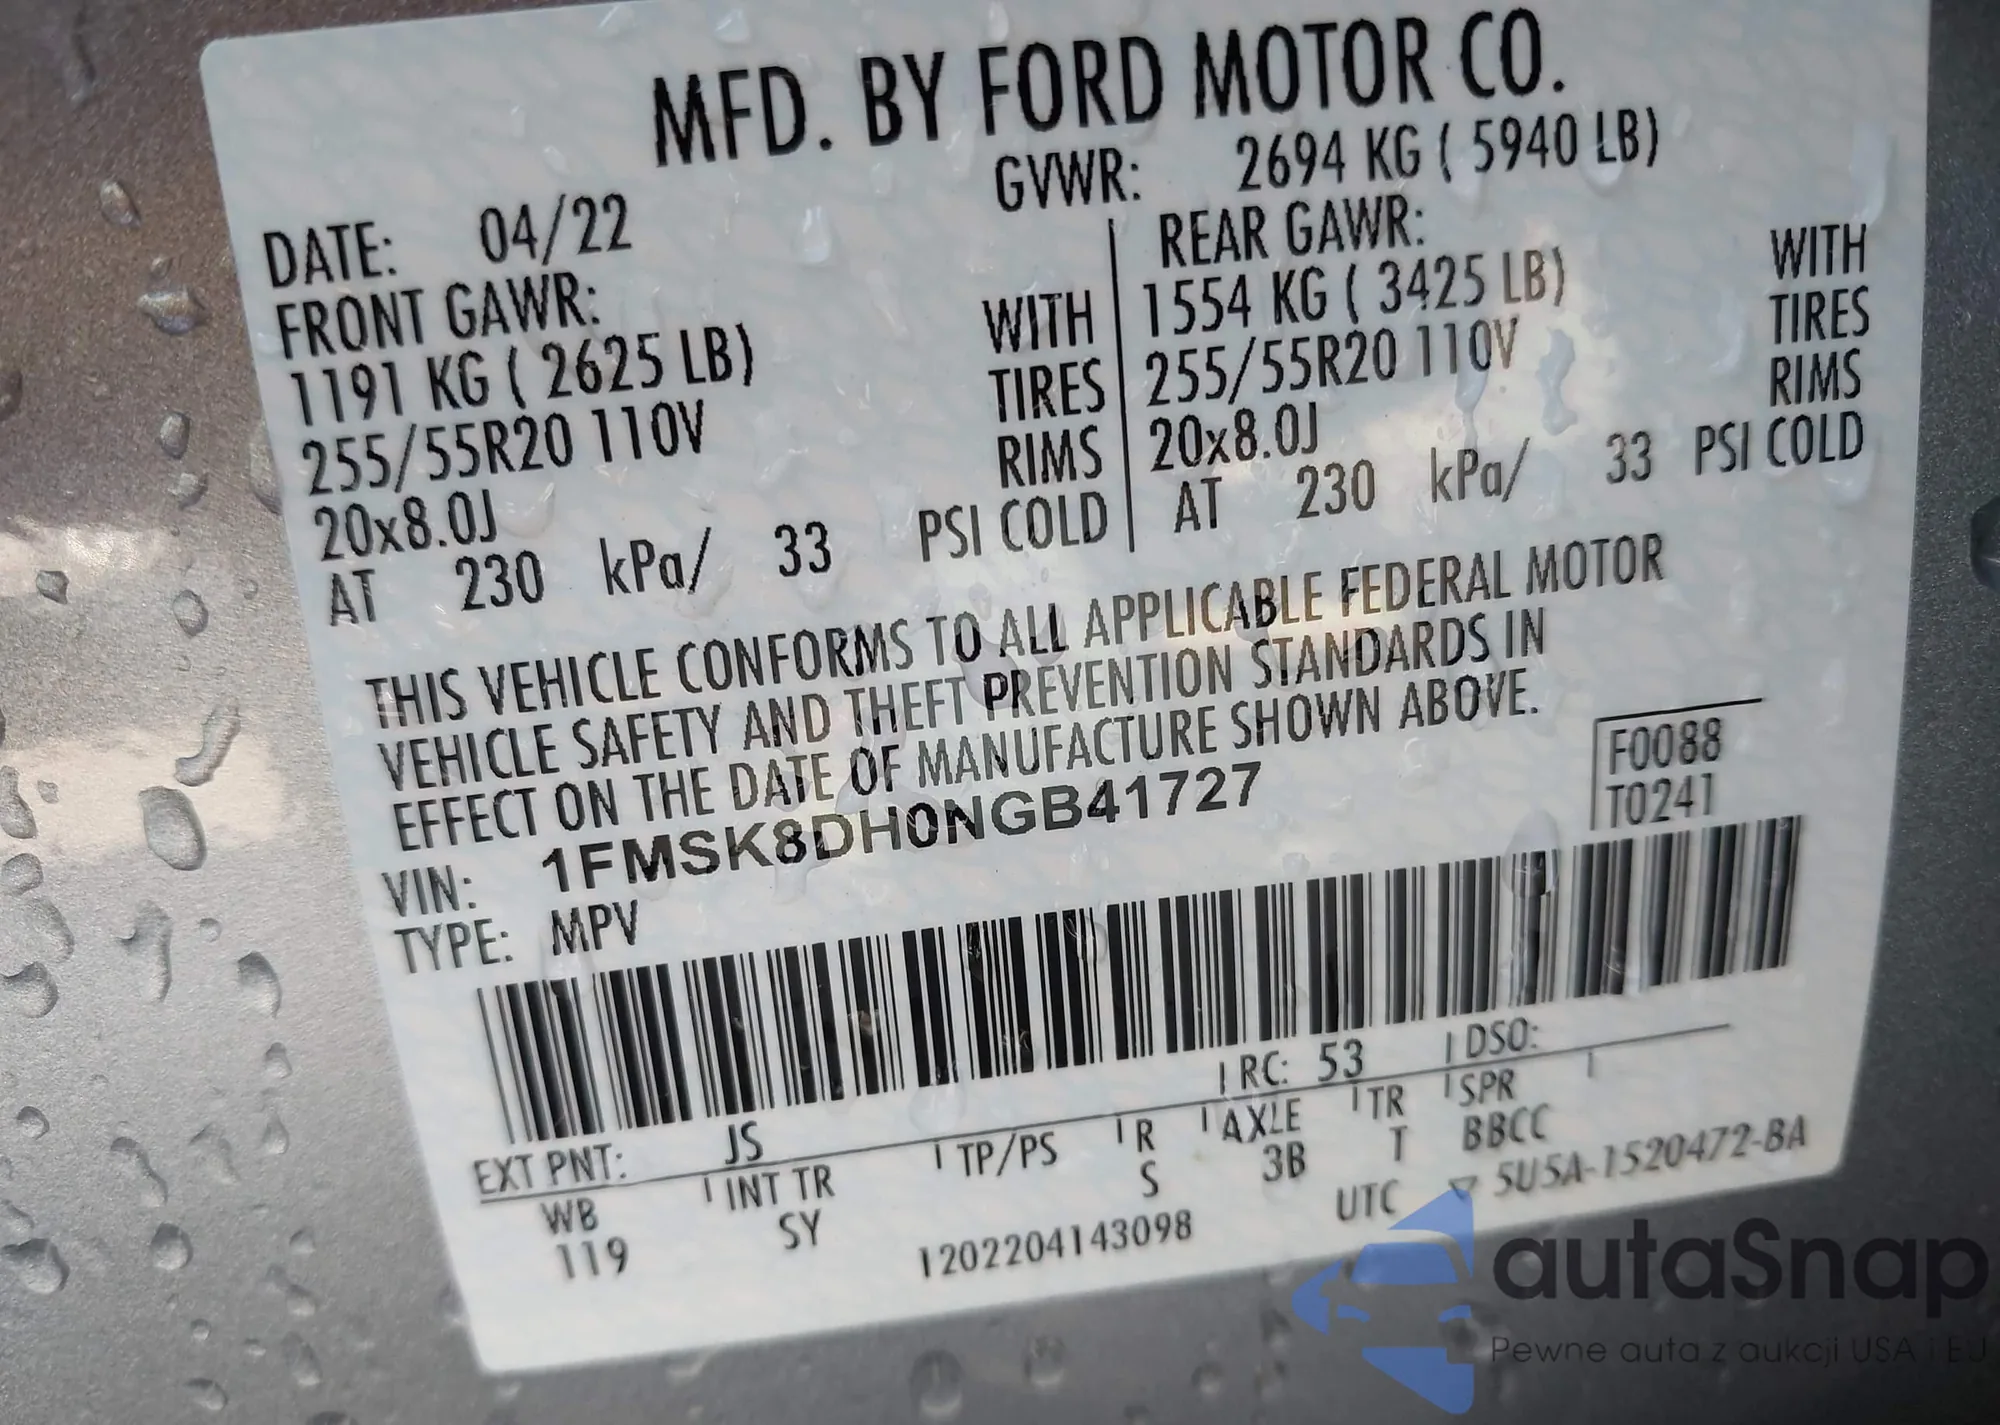 MFD. BY FORD MOTOR CO.
DATE: 04/22 GVWR: 2694 KG ( 5940 LB)
FRONT GAWR: REAR GAWR:
1191 KG ( 2625 LB) WITH 1554 KG ( 3425 LB) WITH
255/55R20 110V TIRES 255/55R20 110V TIRES
20x8.0J RIMS 20x8.0J RIMS
AT 230 kPa/ 33 PSI COLD AT 230 kPa/ 33 PSI COLD
THIS VEHICLE CONFORMS TO ALL APPLICABLE FEDERAL MOTOR
VEHICLE SAFETY AND THEFT PREVENTION STANDARDS IN
EFFECT ON THE DATE OF MANUFACTURE SHOWN ABOVE.
VIN: 1FMSK8DH0NGB41727 F0088
TYPE: MPV T0241
EXT PNT: JS RC: 53 DSO:
WB INT TR TP/PS R AXLE TR SPR
119 SY S 3B T BBCC
1202204143098 UTC ▽ 5U5A-1520472-BA
autaSnap
Pewne auta z aukcji USA i EU